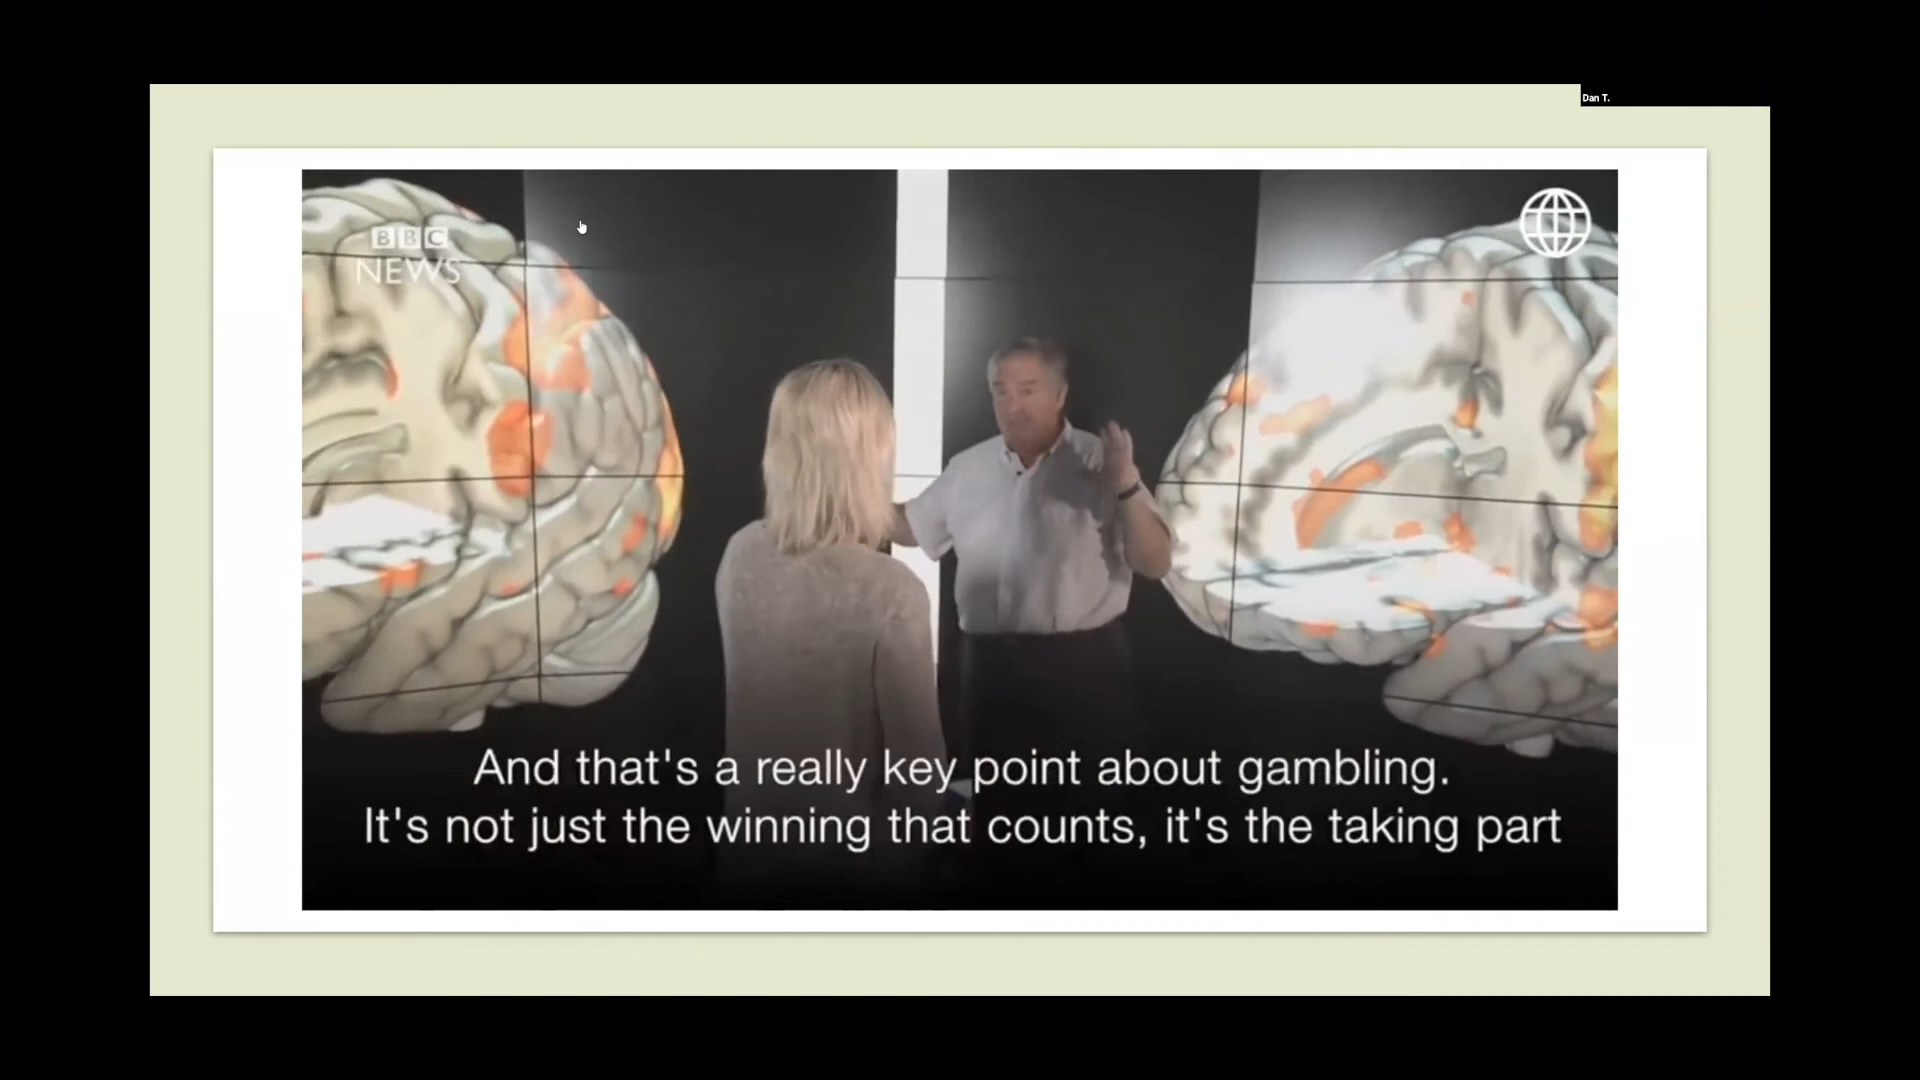 Dan T.
BBC
NEWS
And that's a really key point about gambling.
It's not just the winning that counts, it's the taking part